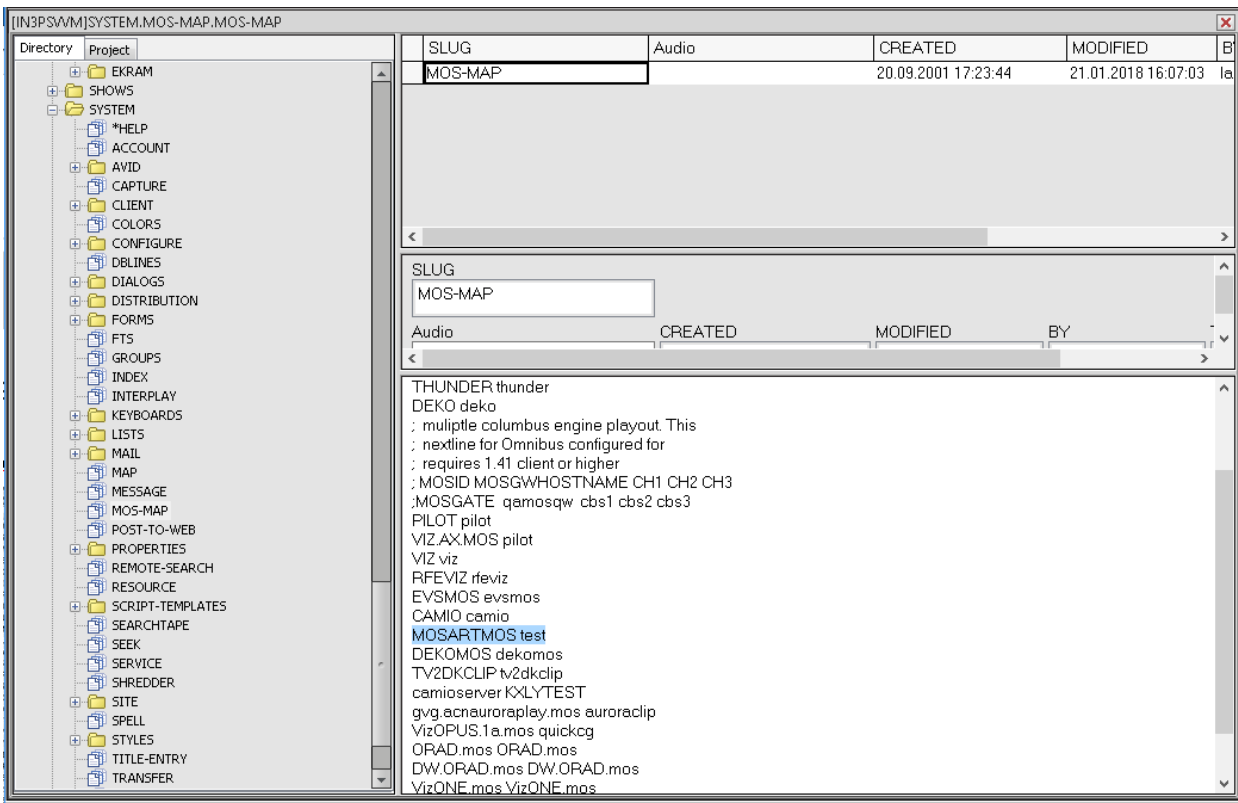 [IN3PSVVM]SYSTEM.MOS-MAP.MOS-MAP
Directory Project
EKRAM
SHOWS
SYSTEM
*HELP
ACCOUNT
AVID
CAPTURE
CLIENT
COLORS
CONFIGURE
DBLINES
DIALOGS
DISTRIBUTION
FORMS
FTS
GROUPS
INDEX
INTERPLAY
KEYBOARDS
LISTS
MAIL
MAP
MESSAGE
MOS-MAP
POST-TO-WEB
PROPERTIES
REMOTE-SEARCH
RESOURCE
SCRIPT-TEMPLATES
SEARCHTAPE
SEEK
SERVICE
SHREDDER
SITE
SPELL
STYLES
TITLE-ENTRY
TRANSFER
SLUG Audio CREATED MODIFIED
MOS-MAP 20.09.2001 17:23:44 21.01.2018 16:07:03
SLUG
MOS-MAP
Audio CREATED MODIFIED BY
THUNDER thunder
DEKO deko
; muliptle columbus engine playout. This
; nextline for Omnibus configured for
; requires 1.41 client or higher
; MOSID MOSGWHOSTNAME CH1 CH2 CH3
;MOSGATE qamosqw cbs1 cbs2 cbs3
PILOT pilot
VIZ.AX.MOS pilot
VIZ viz
RFEVIZ rfeviz
EVSMOS evsmos
CAMIO camio
MOSARTMOS test
DEKOMOS dekomos
TV2DKCLIP tv2dkclip
camioserver KXLYTEST
gvg.acnauroraplay.mos auroraclip
VizOPUS.1a.mos quickcg
ORAD.mos ORAD.mos
DW.ORAD.mos DW.ORAD.mos
VizONE.mos VizONE.mos